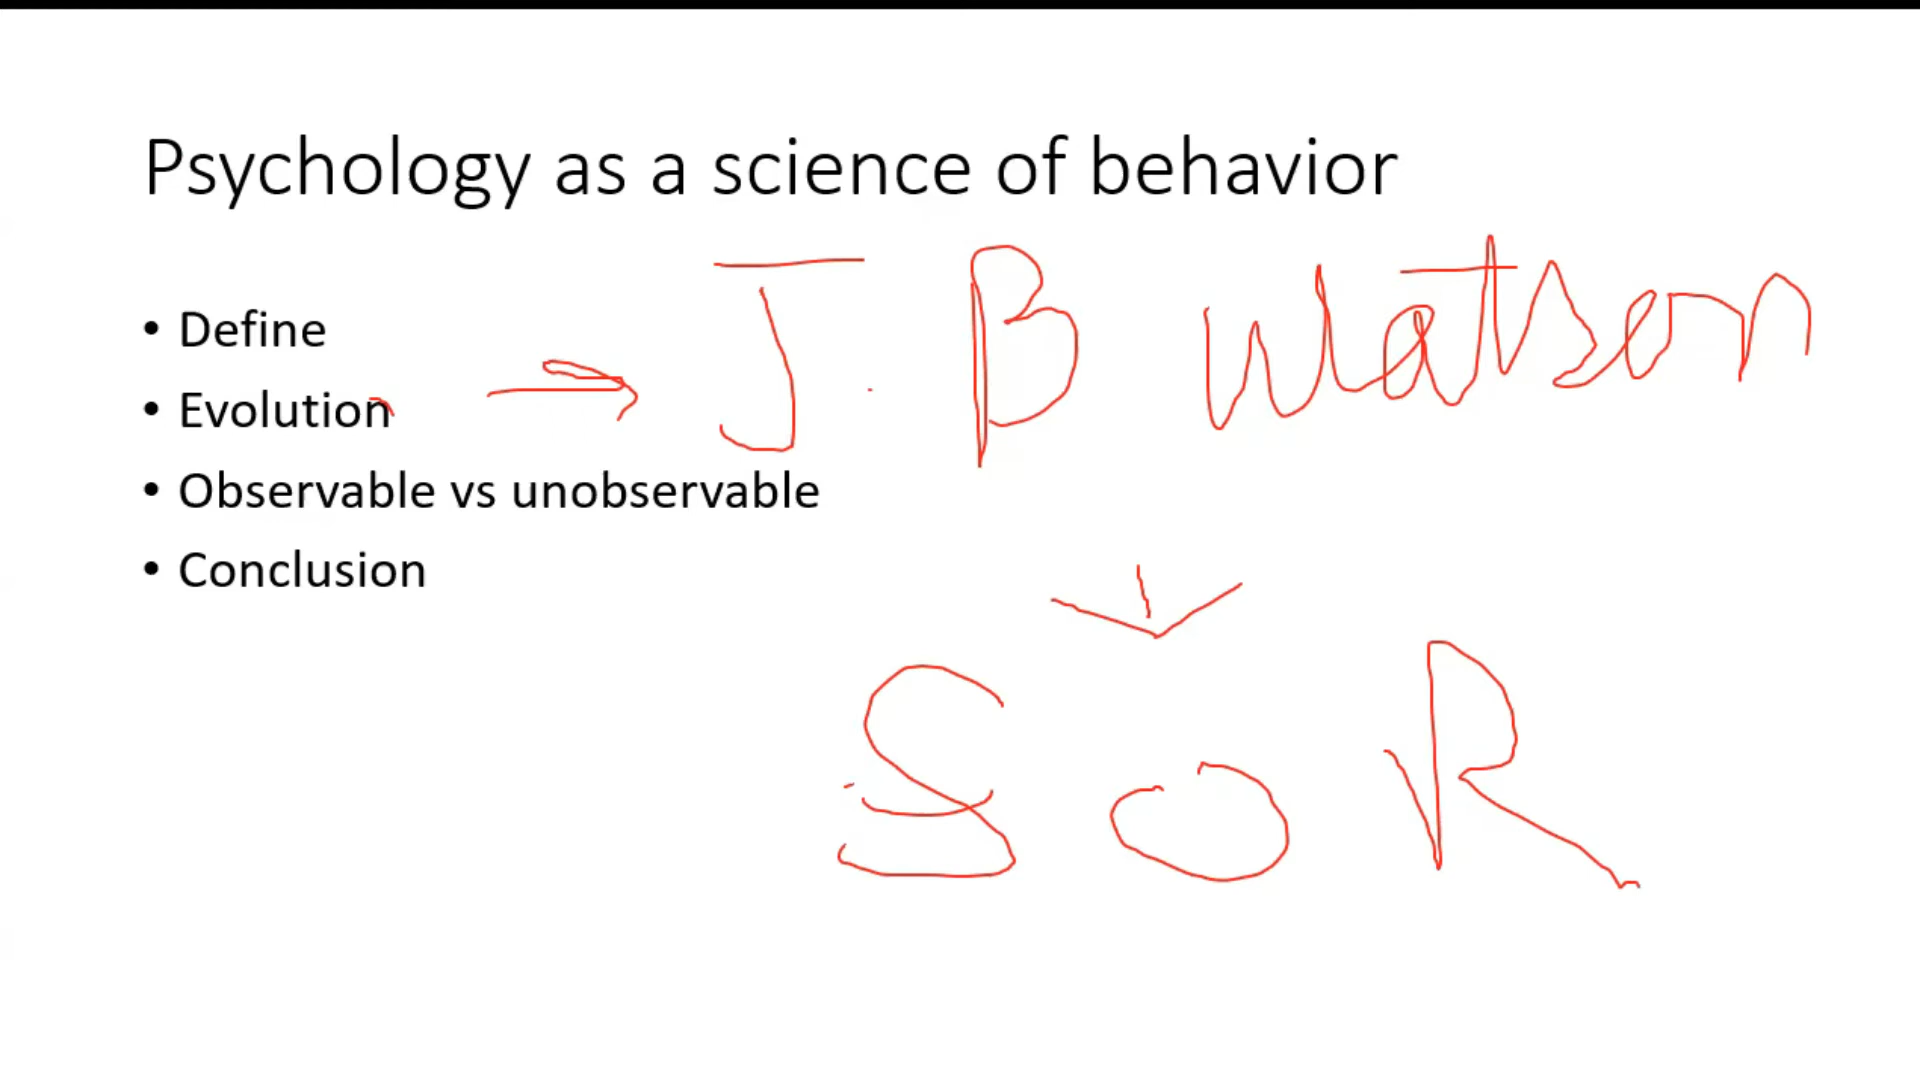 Psychology as a science of behavior
• Define
• Evolution
J. B Watson
• Observable vs unobservable
• Conclusion
S O R